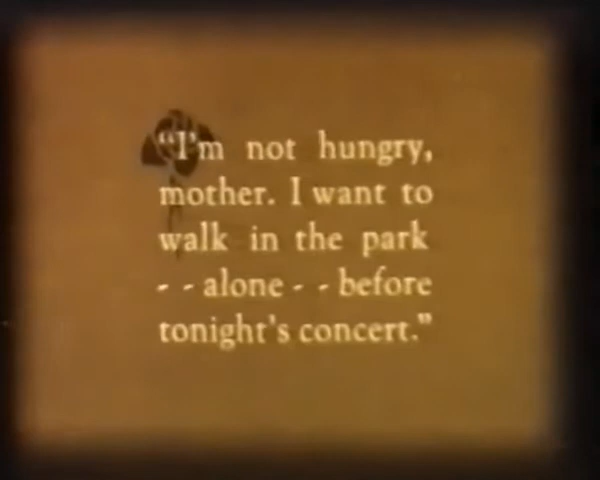 "I'm not hungry,
mother. I want to
walk in the park
- - alone - - before
tonight's concert."